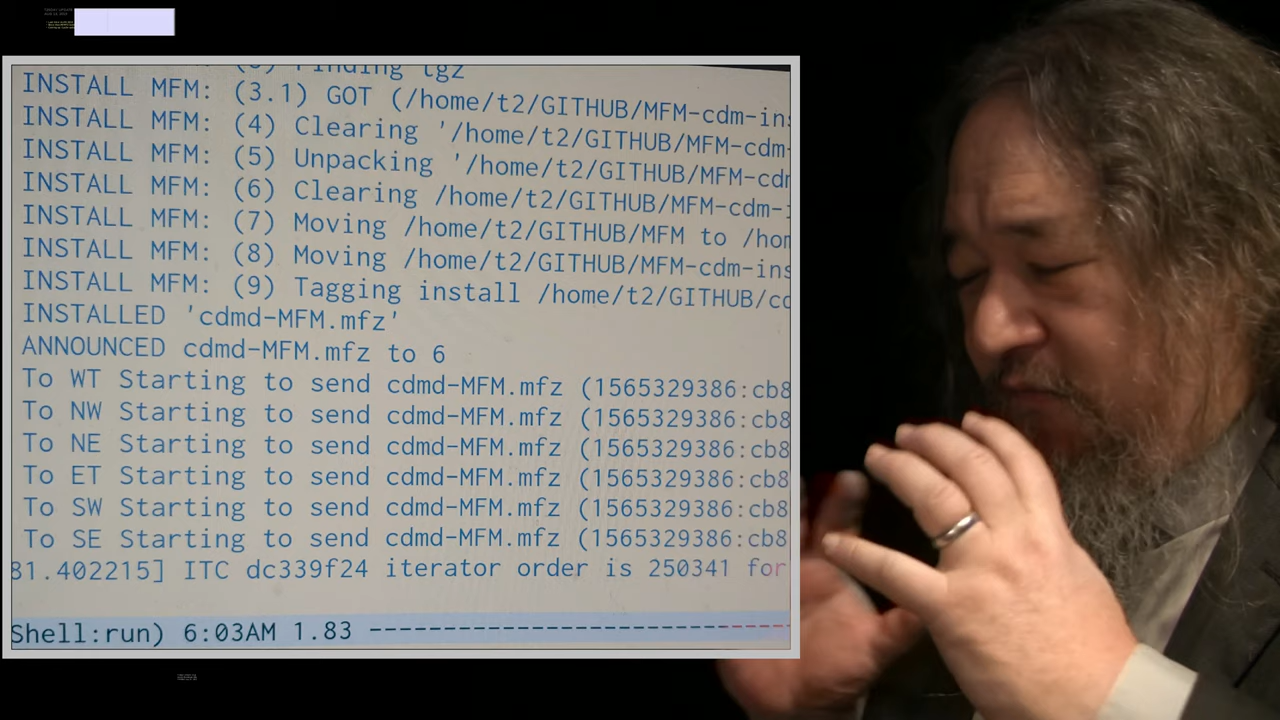 Finding tgz
INSTALL MFM: (3.1) GOT (/home/t2/GITHUB/MFM-cdm-ins
INSTALL MFM: (4) Clearing '/home/t2/GITHUB/MFM-cdm-
INSTALL MFM: (5) Unpacking '/home/t2/GITHUB/MFM-cdm
INSTALL MFM: (6) Clearing /home/t2/GITHUB/MFM-cdm-i
INSTALL MFM: (7) Moving /home/t2/GITHUB/MFM to /hom
INSTALL MFM: (8) Moving /home/t2/GITHUB/MFM-cdm-ins
INSTALL MFM: (9) Tagging install /home/t2/GITHUB/cd
INSTALLED 'cdmd-MFM.mfz'
ANNOUNCED cdmd-MFM.mfz to 6
To WT Starting to send cdmd-MFM.mfz (1565329386:cb8
To NW Starting to send cdmd-MFM.mfz (1565329386:cb8
To NE Starting to send cdmd-MFM.mfz (1565329386:cb8
To ET Starting to send cdmd-MFM.mfz (1565329386:cb8
To SW Starting to send cdmd-MFM.mfz (1565329386:cb8
To SE Starting to send cdmd-MFM.mfz (1565329386:cb8
81.402215] ITC dc339f24 iterator order is 250341 for
Shell:run) 6:03AM 1.83 ----------------------------